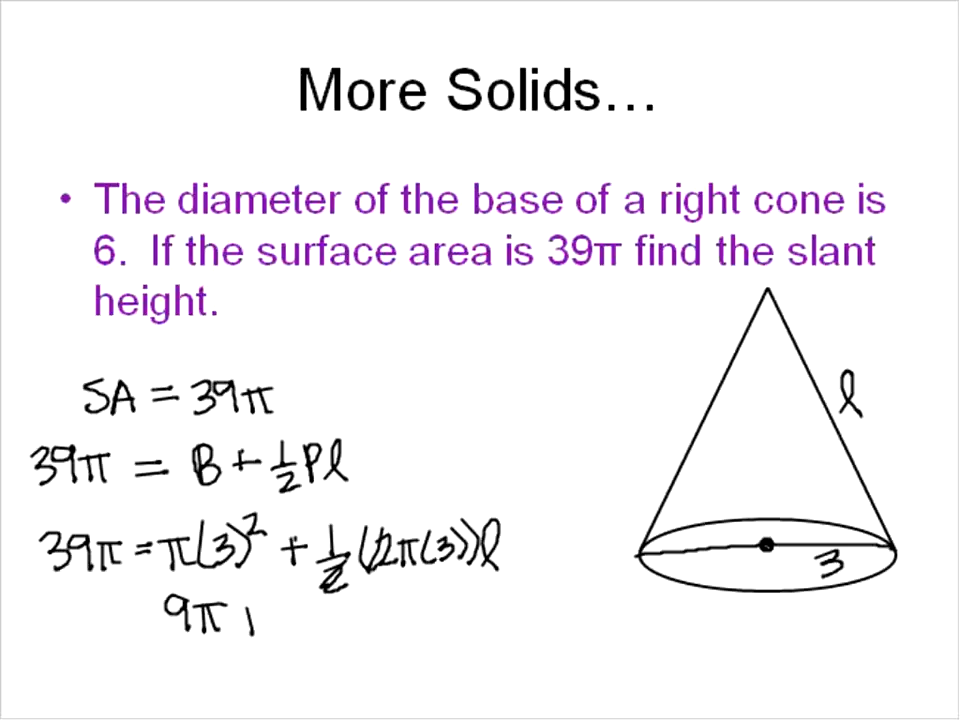 More Solids…
• The diameter of the base of a right cone is
6. If the surface area is 39π find the slant
height.
SA = 39π
39π = B + ½Pℓ
39π = π(3)² + ½(2π(3))ℓ
9π
ℓ
3